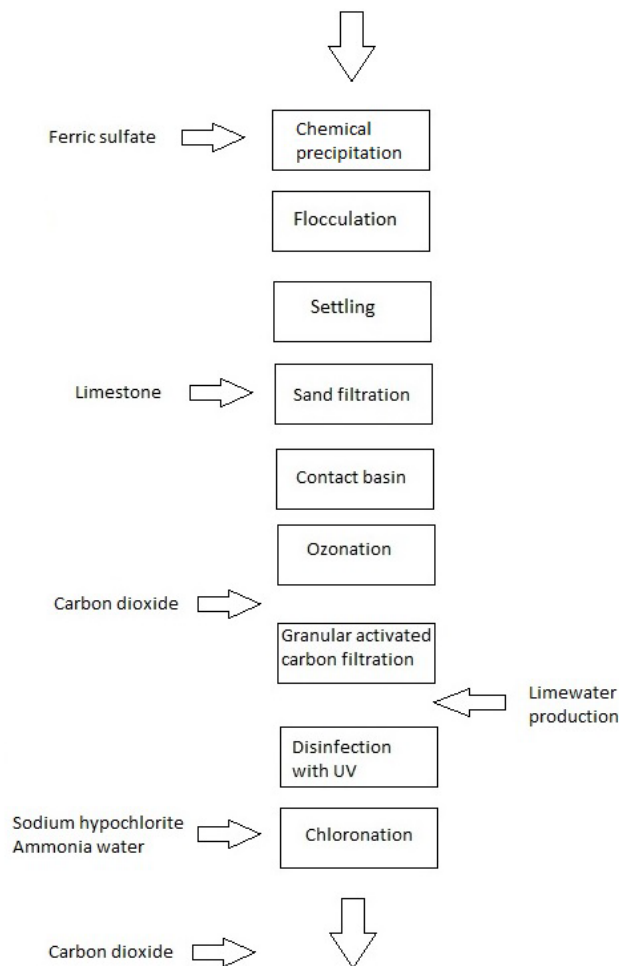 Ferric sulfate
Chemical
precipitation
Flocculation
Settling
Limestone
Sand filtration
Contact basin
Ozonation
Carbon dioxide
Granular activated
carbon filtration
Limewater
production
Disinfection
with UV
Sodium hypochlorite
Ammonia water
Chloronation
Carbon dioxide